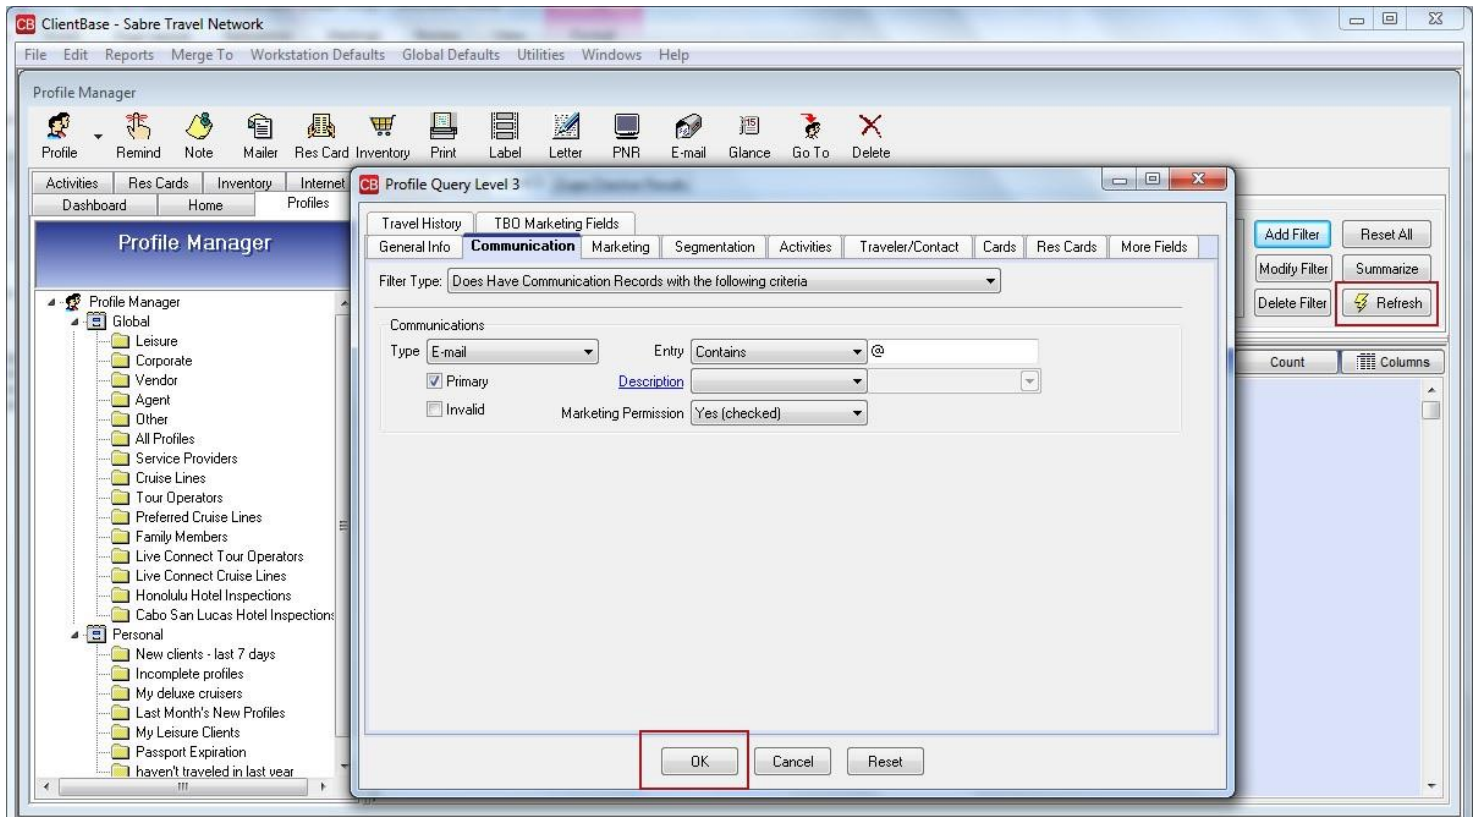 CB ClientBase - Sabre Travel Network
File Edit Reports Merge To Workstation Defaults Global Defaults Utilities Windows Help
Profile Manager
Profile Remind Note Mailer Res Card Inventory Print Label Letter PNR E-mail Glance Go To Delete
Activities Res Cards Inventory Internet
Dashboard Home Profiles
Profile Manager
Profile Manager
Global
Leisure
Corporate
Vendor
Agent
Other
All Profiles
Service Providers
Cruise Lines
Tour Operators
Preferred Cruise Lines
Family Members
Live Connect Tour Operators
Live Connect Cruise Lines
Honolulu Hotel Inspections
Cabo San Lucas Hotel Inspections
Personal
New clients - last 7 days
Incomplete profiles
My deluxe cruisers
Last Month's New Profiles
My Leisure Clients
Passport Expiration
haven't traveled in last year
CB Profile Query Level 3
Travel History TBO Marketing Fields
General Info Communication Marketing Segmentation Activities Traveler/Contact Cards Res Cards More Fields
Filter Type: Does Have Communication Records with the following criteria
Communications
Type E-mail Entry Contains @
Primary Description
Invalid Marketing Permission Yes (checked)
OK Cancel Reset
Add Filter Reset All
Modify Filter Summarize
Delete Filter Refresh
Count Columns